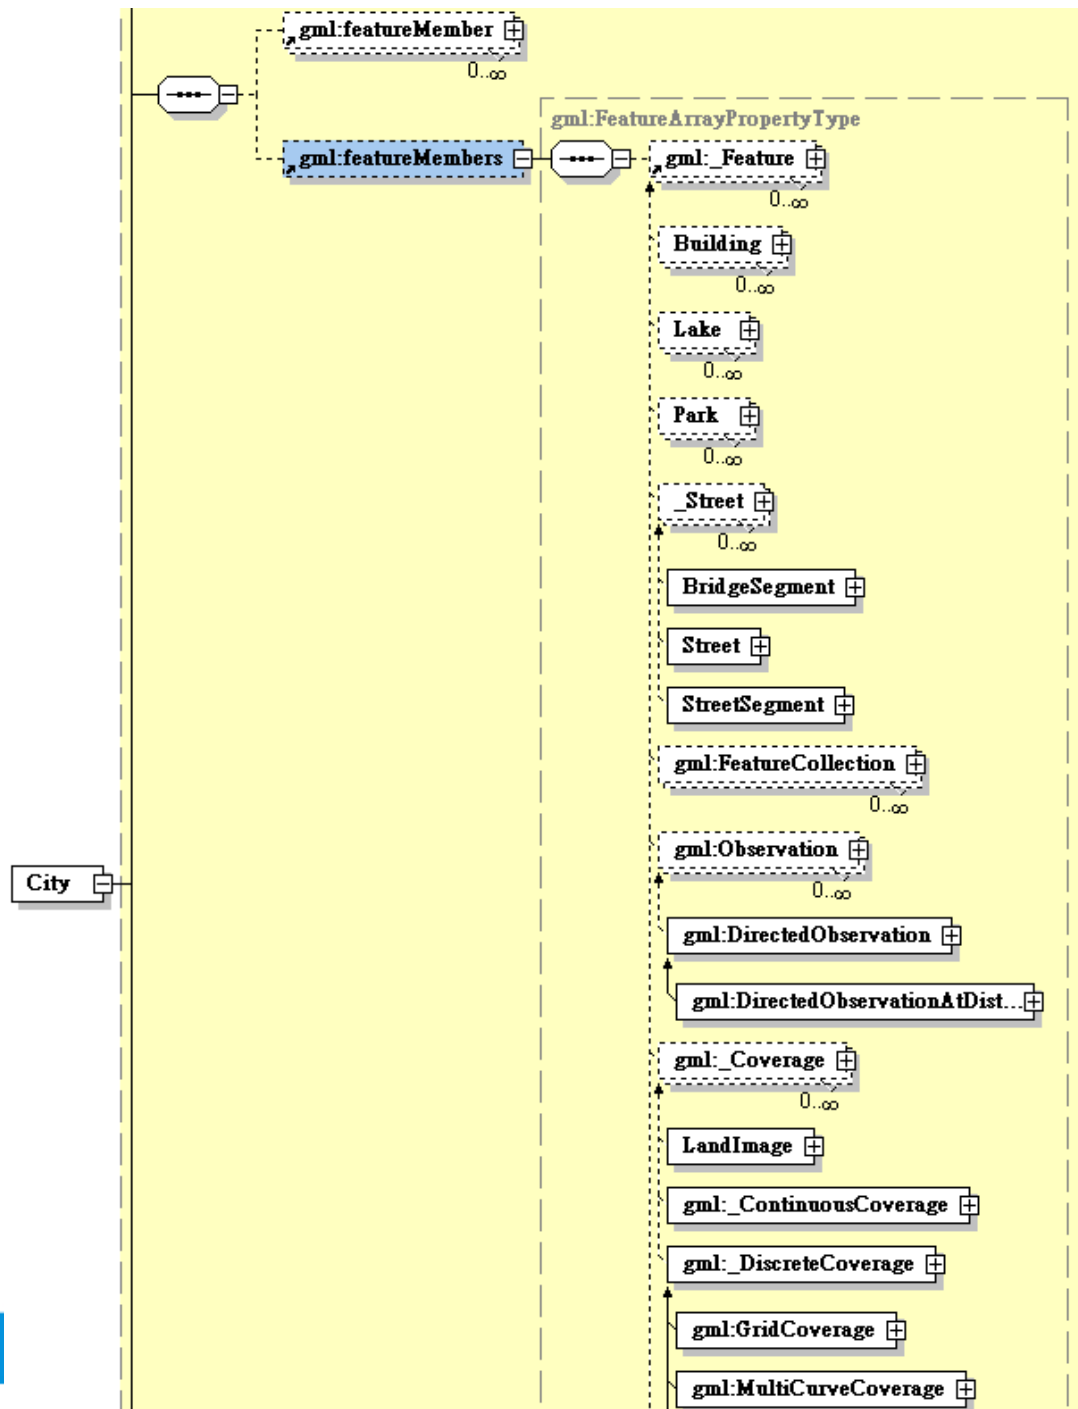 gml:featureMember
0..∞
gml:FeatureArrayPropertyType
gml:featureMembers
gml:_Feature
0..∞
Building
0..∞
Lake
0..∞
Park
0..∞
_Street
0..∞
BridgeSegment
Street
StreetSegment
gml:FeatureCollection
0..∞
gml:Observation
0..∞
City
gml:DirectedObservation
gml:DirectedObservationAtDist...
gml:_Coverage
0..∞
LandImage
gml:_ContinuousCoverage
gml:_DiscreteCoverage
gml:GridCoverage
gml:MultiCurveCoverage